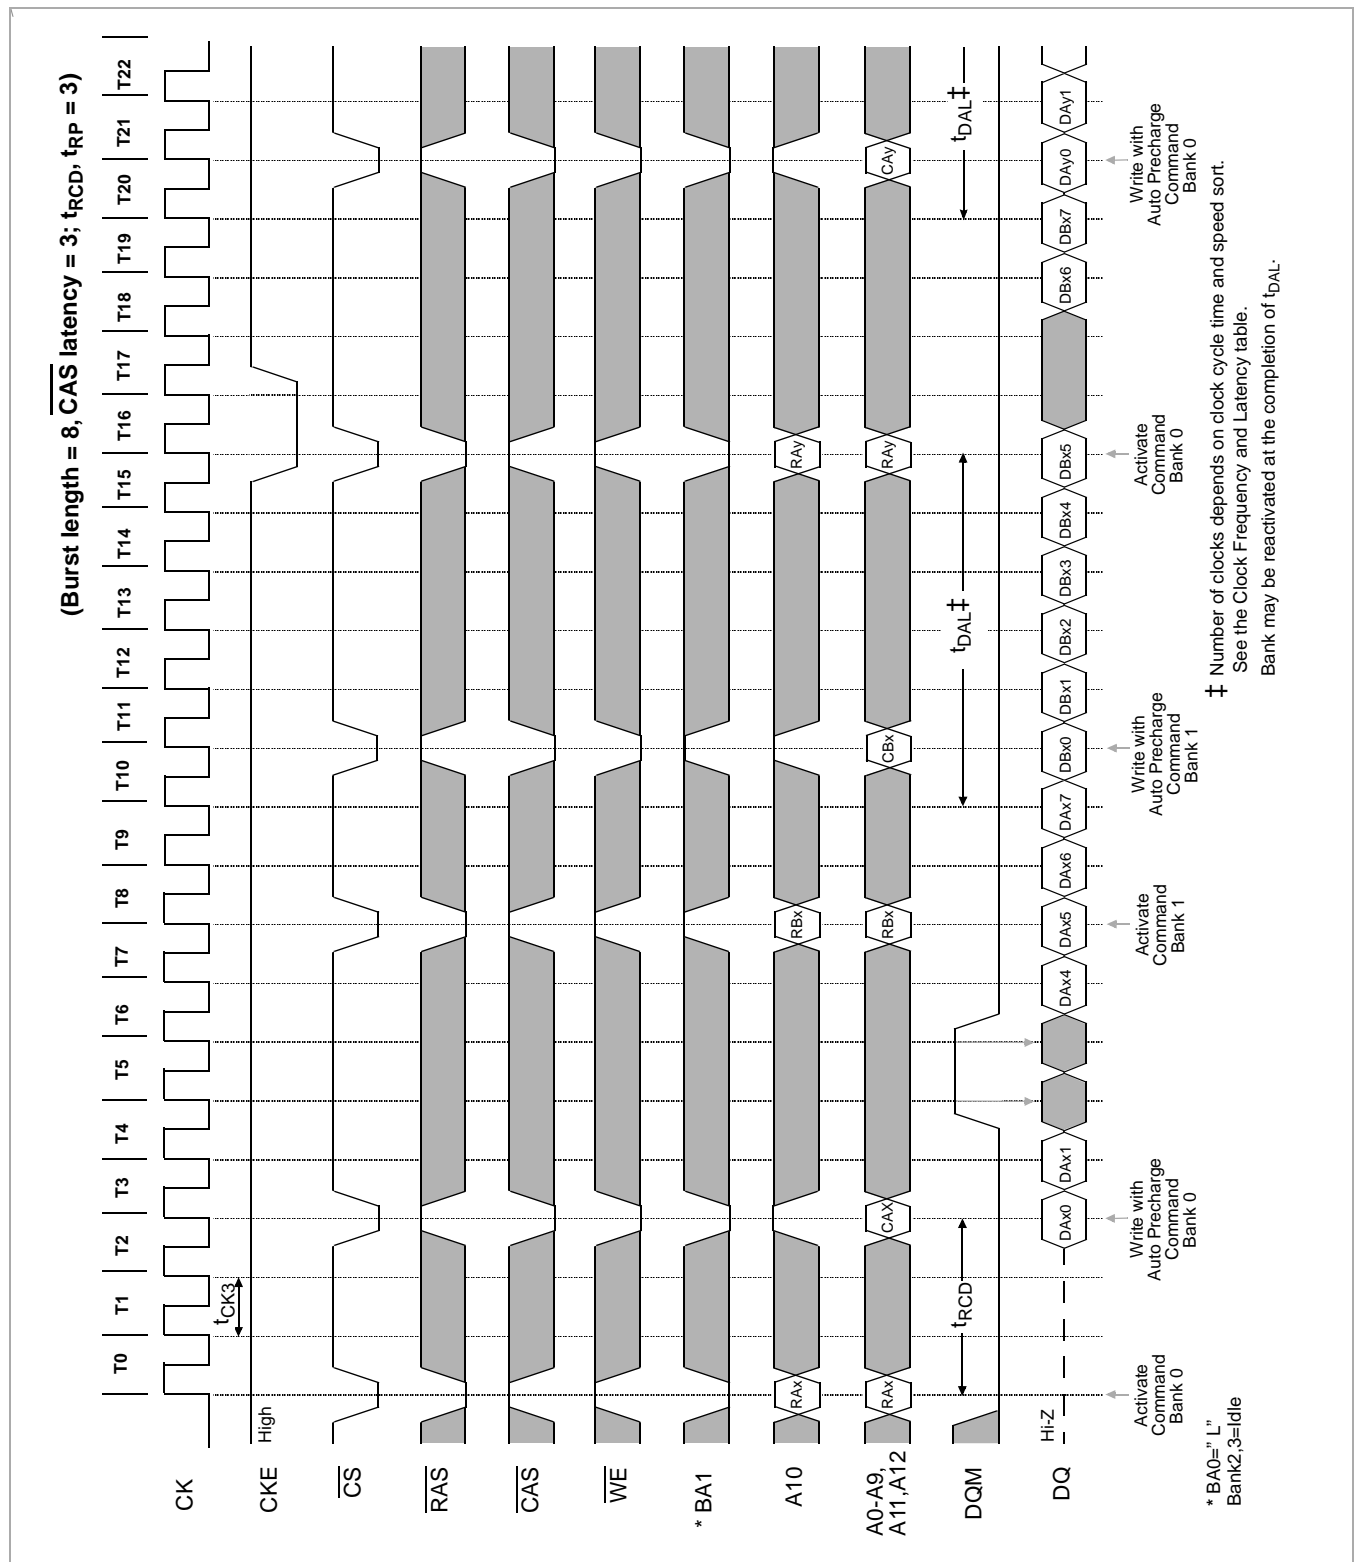 (Burst length = 8, CAS latency = 3; tRCD, tRP = 3)
T0 T1 T2 T3 T4 T5 T6 T7 T8 T9 T10 T11 T12 T13 T14 T15 T16 T17 T18 T19 T20 T21 T22
CK
tCK3
CKE
High
CS
RAS
CAS
WE
* BA1
A10
RAx RBx RAy
A0-A9,
A11,A12
RAx CAX RBx CBx RAy CAy
DQM
tRCD tDAL‡ tDAL‡
DQ
Hi-Z
DAx0 DAx1 DAx4 DAx5 DAx6 DAx7 DBx0 DBx1 DBx2 DBx3 DBx4 DBx5 DBx6 DBx7 DAy0 DAy1
Activate
Command
Bank 0
Write with
Auto Precharge
Command
Bank 0
Activate
Command
Bank 1
Write with
Auto Precharge
Command
Bank 1
Activate
Command
Bank 0
Write with
Auto Precharge
Command
Bank 0
* BA0=” L”
Bank2,3=Idle
‡ Number of clocks depends on clock cycle time and speed sort.
See the Clock Frequency and Latency table.
Bank may be reactivated at the completion of tDAL.